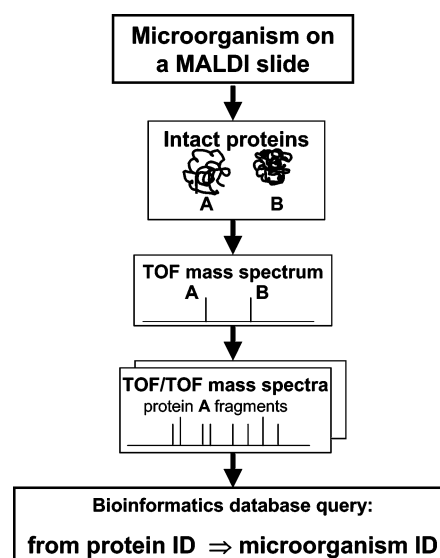 Microorganism on
a MALDI slide
Intact proteins
A B
TOF mass spectrum
A B
TOF/TOF mass spectra
protein A fragments
Bioinformatics database query:
from protein ID ⇒ microorganism ID